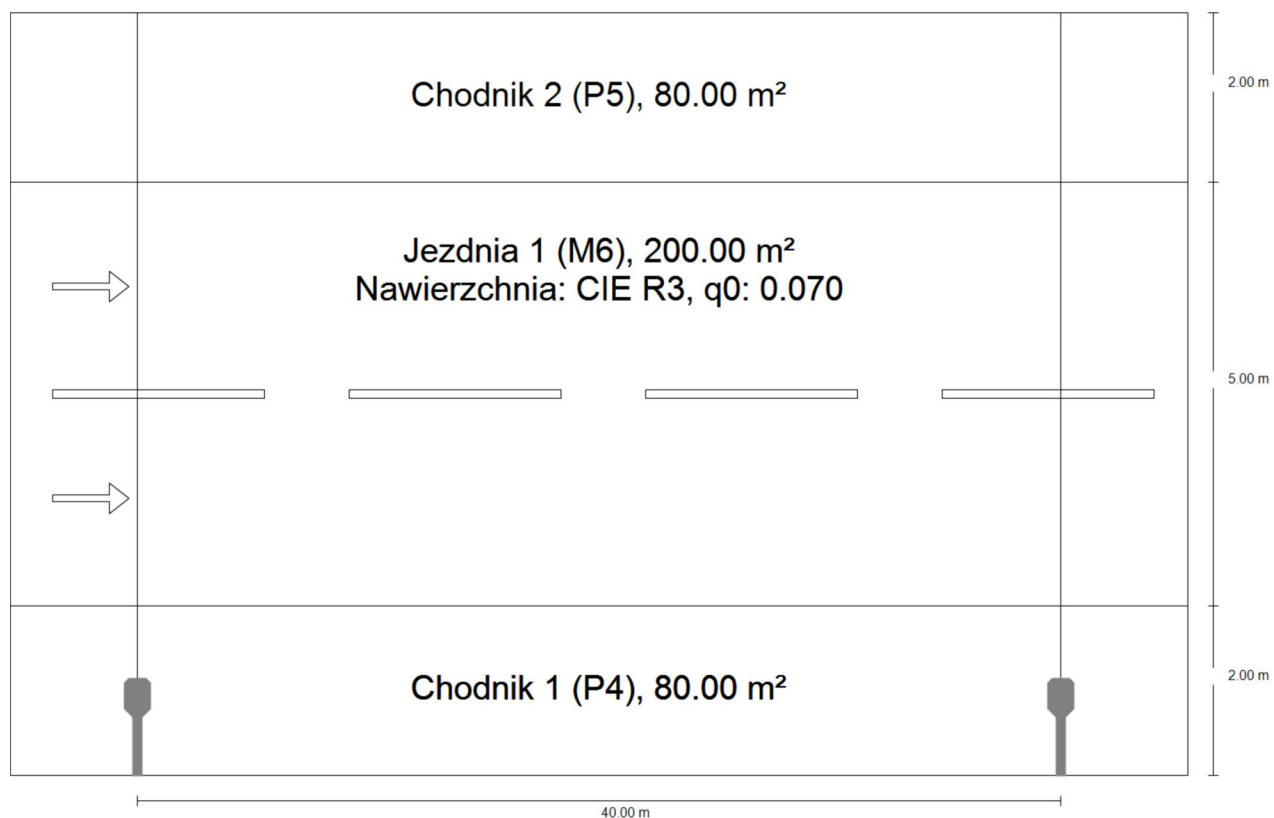 Chodnik 2 (P5), 80.00 m²
2.00 m
Jezdnia 1 (M6), 200.00 m²
Nawierzchnia: CIE R3, q0: 0.070
5.00 m
Chodnik 1 (P4), 80.00 m²
2.00 m
40.00 m